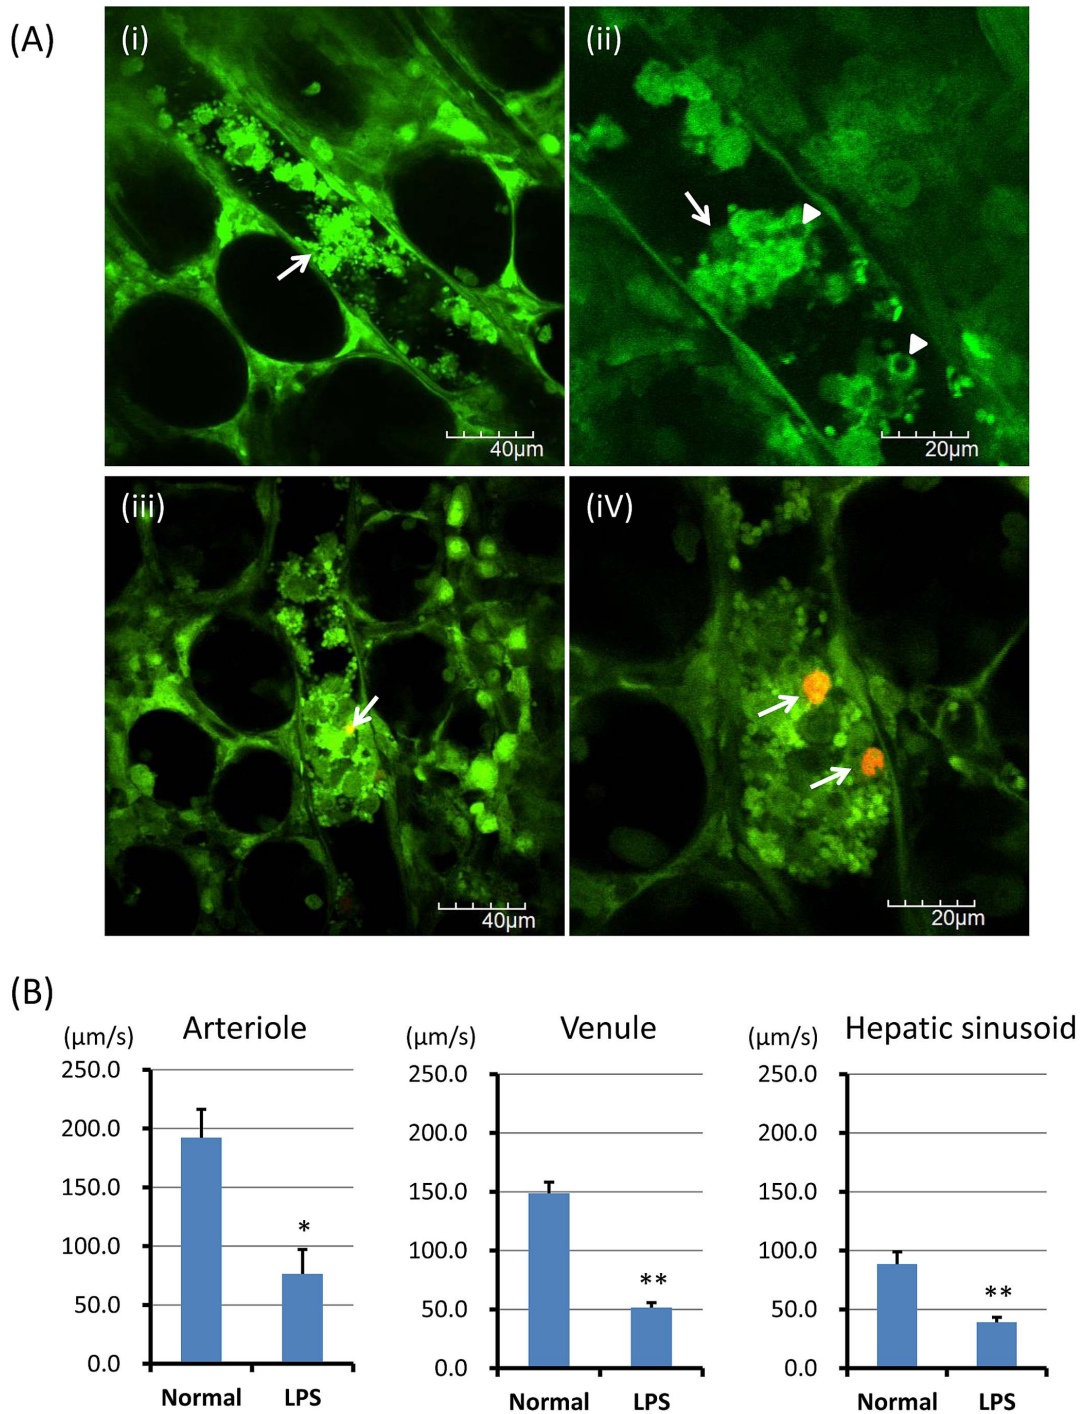 (A)
(i)
(ii)
40µm
20µm
(iii)
(iV)
40µm
20µm
(B)
(µm/s) Arteriole
(µm/s) Venule
(µm/s) Hepatic sinusoid
250.0
200.0
150.0
100.0
50.0
0.0
*
Normal LPS
250.0
200.0
150.0
100.0
50.0
0.0
**
Normal LPS
250.0
200.0
150.0
100.0
50.0
0.0
**
Normal LPS